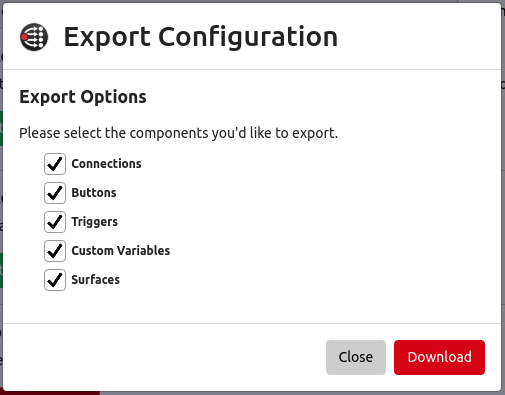 Export Configuration
Export Options
Please select the components you'd like to export.
Connections
Buttons
Triggers
Custom Variables
Surfaces
Close Download